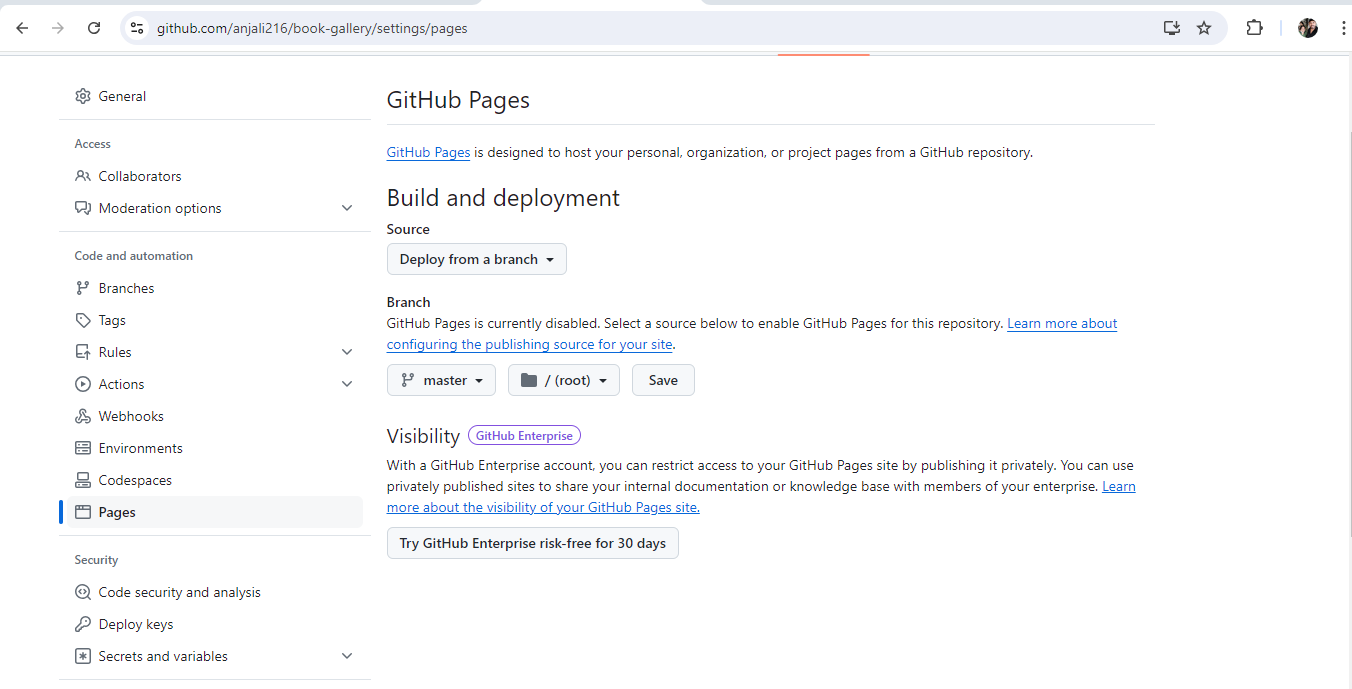 github.com/anjali216/book-gallery/settings/pages
General
Access
Collaborators
Moderation options
Code and automation
Branches
Tags
Rules
Actions
Webhooks
Environments
Codespaces
Pages
Security
Code security and analysis
Deploy keys
Secrets and variables
GitHub Pages
GitHub Pages is designed to host your personal, organization, or project pages from a GitHub repository.
Build and deployment
Source
Deploy from a branch
Branch
GitHub Pages is currently disabled. Select a source below to enable GitHub Pages for this repository. Learn more about
configuring the publishing source for your site.
master / (root) Save
Visibility GitHub Enterprise
With a GitHub Enterprise account, you can restrict access to your GitHub Pages site by publishing it privately. You can use
privately published sites to share your internal documentation or knowledge base with members of your enterprise. Learn
more about the visibility of your GitHub Pages site.
Try GitHub Enterprise risk-free for 30 days